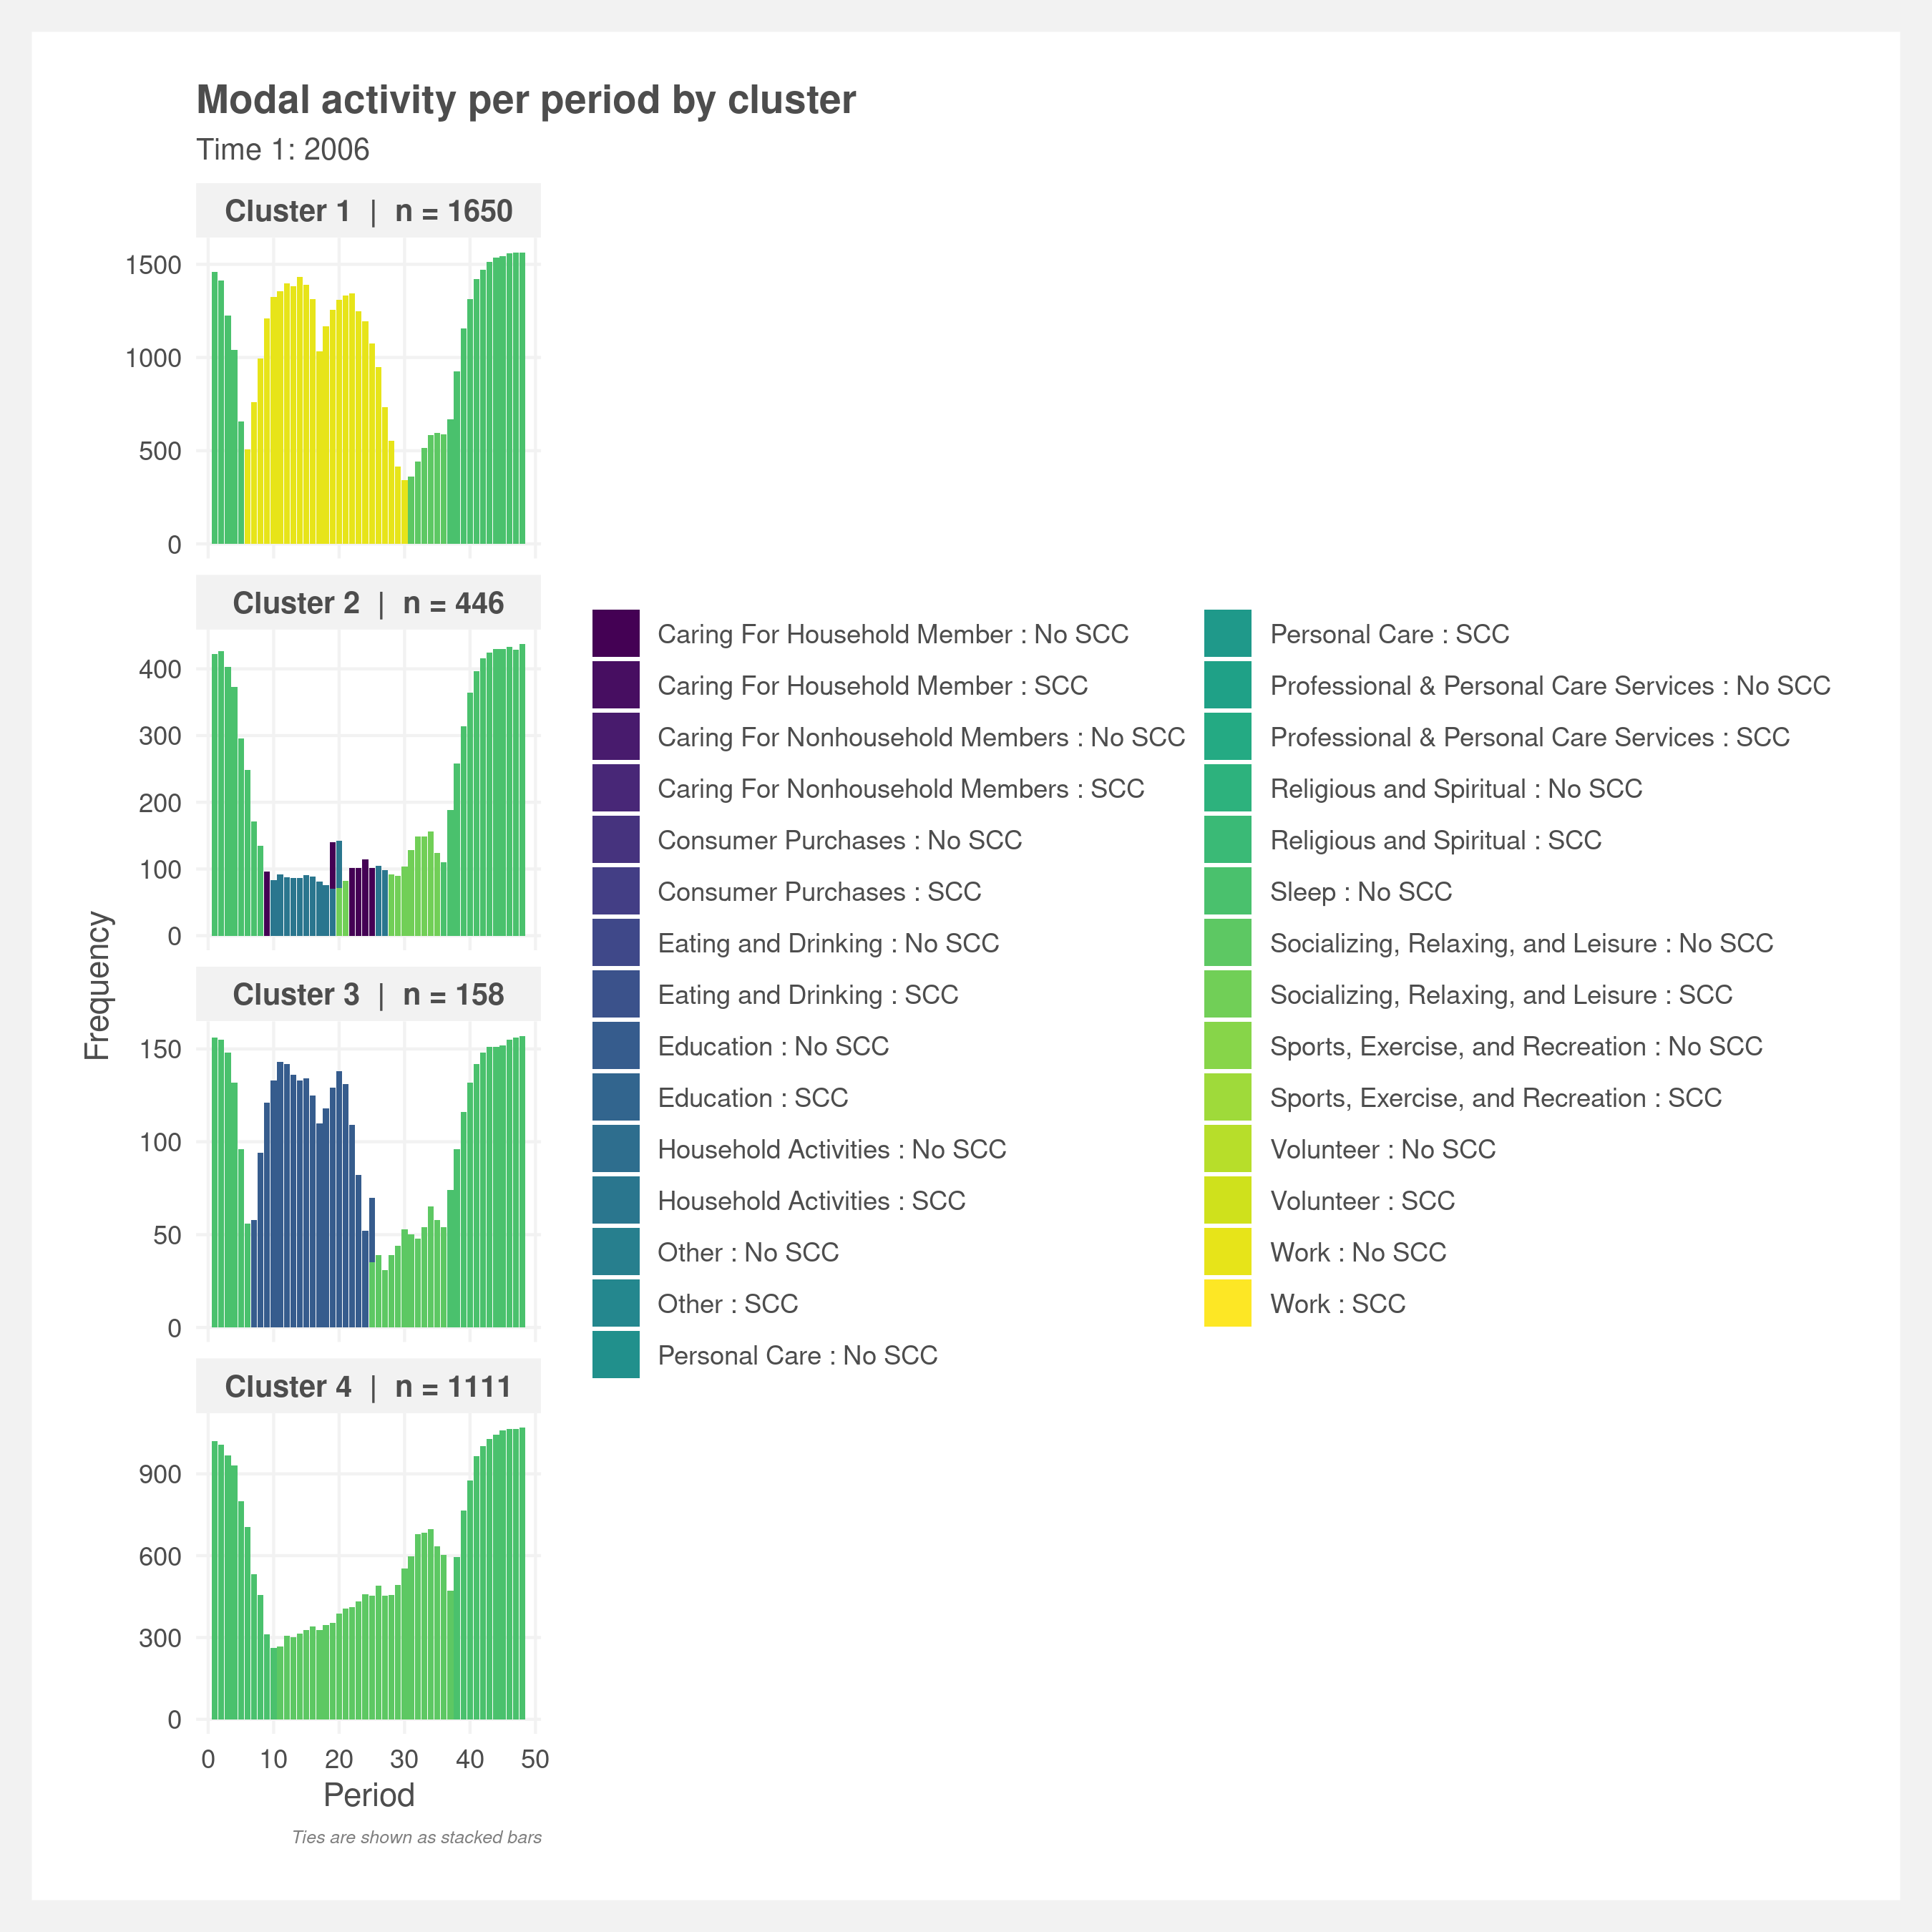 Modal activity per period by cluster
Time 1: 2006
Cluster 1 | n = 1650
1500
1000
500
0
Cluster 2 | n = 446
400
300
200
100
0
Cluster 3 | n = 158
150
100
50
0
Cluster 4 | n = 1111
900
600
300
0
0 10 20 30 40 50
Period
Frequency
Ties are shown as stacked bars
Caring For Household Member : No SCC
Caring For Household Member : SCC
Caring For Nonhousehold Members : No SCC
Caring For Nonhousehold Members : SCC
Consumer Purchases : No SCC
Consumer Purchases : SCC
Eating and Drinking : No SCC
Eating and Drinking : SCC
Education : No SCC
Education : SCC
Household Activities : No SCC
Household Activities : SCC
Other : No SCC
Other : SCC
Personal Care : No SCC
Personal Care : SCC
Professional & Personal Care Services : No SCC
Professional & Personal Care Services : SCC
Religious and Spiritual : No SCC
Religious and Spiritual : SCC
Sleep : No SCC
Socializing, Relaxing, and Leisure : No SCC
Socializing, Relaxing, and Leisure : SCC
Sports, Exercise, and Recreation : No SCC
Sports, Exercise, and Recreation : SCC
Volunteer : No SCC
Volunteer : SCC
Work : No SCC
Work : SCC